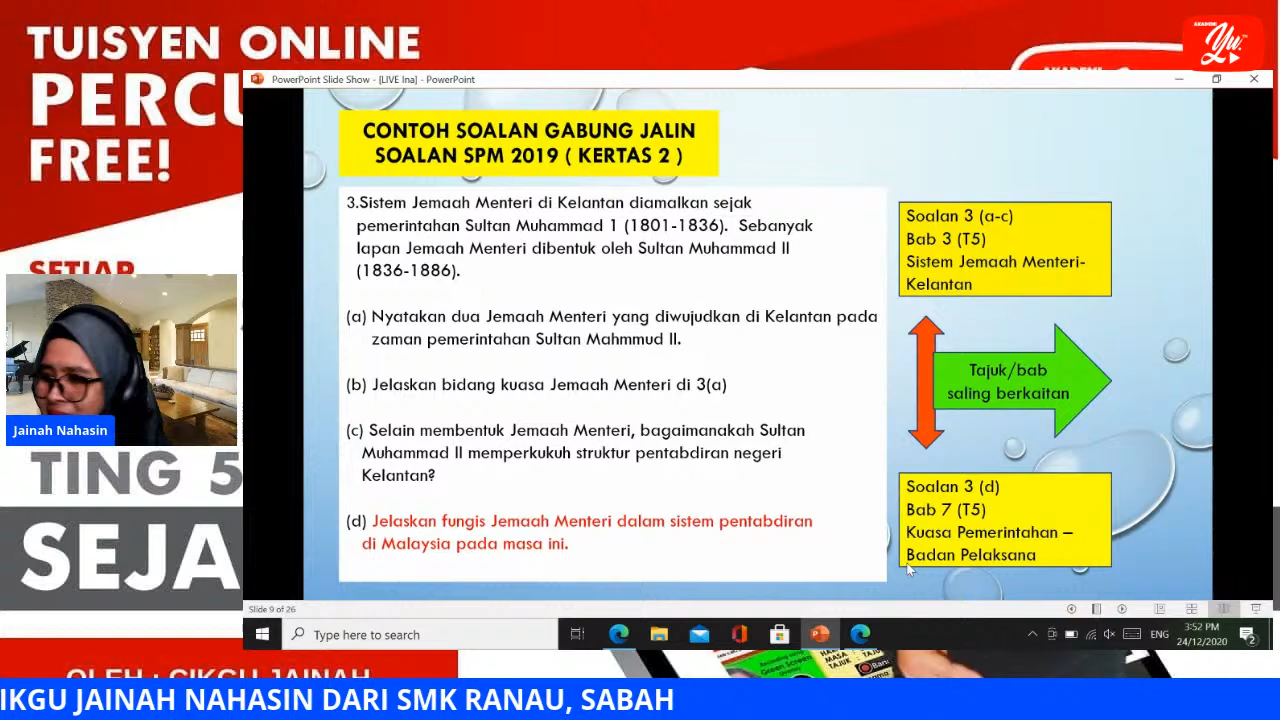 TUISYEN ONLINE
PERCU
FREE!
SETIAP
AKADEMI
Yu.
PowerPoint Slide Show - [LIVE Ina] - PowerPoint
CONTOH SOALAN GABUNG JALIN
SOALAN SPM 2019 ( KERTAS 2 )
3.Sistem Jemaah Menteri di Kelantan diamalkan sejak
pemerintahan Sultan Muhammad 1 (1801-1836). Sebanyak
lapan Jemaah Menteri dibentuk oleh Sultan Muhammad II
(1836-1886).
(a) Nyatakan dua Jemaah Menteri yang diwujudkan di Kelantan pada
zaman pemerintahan Sultan Mahmmud II.
(b) Jelaskan bidang kuasa Jemaah Menteri di 3(a)
(c) Selain membentuk Jemaah Menteri, bagaimanakah Sultan
Muhammad II memperkukuh struktur pentabdiran negeri
Kelantan?
(d) Jelaskan fungis Jemaah Menteri dalam sistem pentabdiran
di Malaysia pada masa ini.
Soalan 3 (a-c)
Bab 3 (T5)
Sistem Jemaah Menteri-
Kelantan
Tajuk/bab
saling berkaitan
Soalan 3 (d)
Bab 7 (T5)
Kuasa Pemerintahan –
Badan Pelaksana
Jainah Nahasin
TING 5
SEJA
Slide 9 of 26
Type here to search
ENG
3:52 PM
24/12/2020
2
OLEH : CIKGU JAINAH
IKGU JAINAH NAHASIN DARI SMK RANAU, SABAH